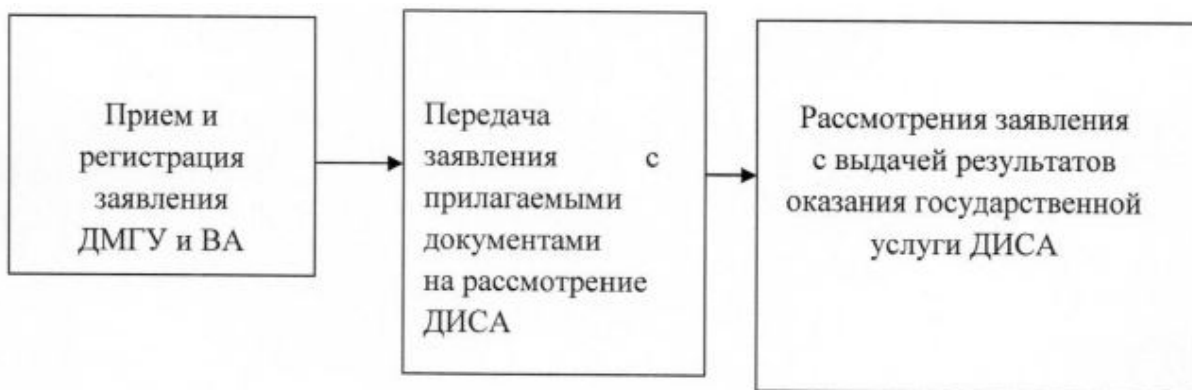 Прием и
регистрация
заявления
ДМГУ и ВА
Передача
заявления с
прилагаемыми
документами
на рассмотрение
ДИСА
Рассмотрения заявления
с выдачей результатов
оказания государственной
услуги ДИСА